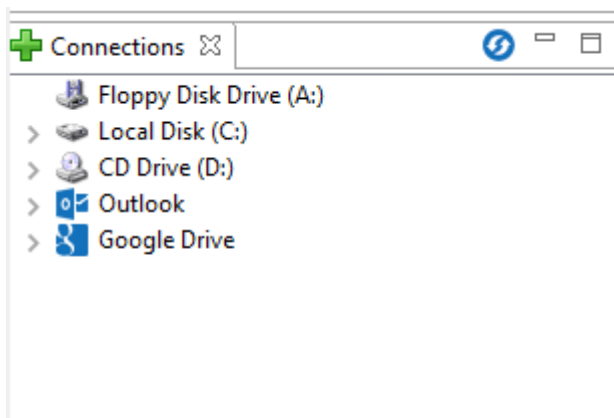 Connections
Floppy Disk Drive (A:)
Local Disk (C:)
CD Drive (D:)
Outlook
Google Drive